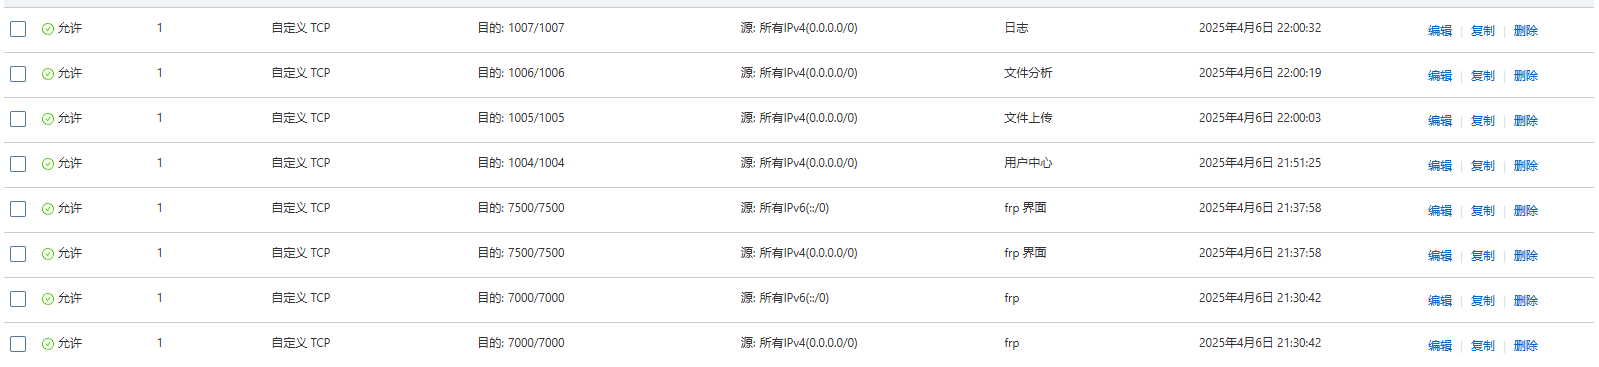 允许 1 自定义 TCP 目的: 1007/1007 源: 所有IPv4(0.0.0.0/0) 日志 2025年4月6日 22:00:32 编辑 | 复制 | 删除
允许 1 自定义 TCP 目的: 1006/1006 源: 所有IPv4(0.0.0.0/0) 文件分析 2025年4月6日 22:00:19 编辑 | 复制 | 删除
允许 1 自定义 TCP 目的: 1005/1005 源: 所有IPv4(0.0.0.0/0) 文件上传 2025年4月6日 22:00:03 编辑 | 复制 | 删除
允许 1 自定义 TCP 目的: 1004/1004 源: 所有IPv4(0.0.0.0/0) 用户中心 2025年4月6日 21:51:25 编辑 | 复制 | 删除
允许 1 自定义 TCP 目的: 7500/7500 源: 所有IPv6(::/0) frp 界面 2025年4月6日 21:37:58 编辑 | 复制 | 删除
允许 1 自定义 TCP 目的: 7500/7500 源: 所有IPv4(0.0.0.0/0) frp 界面 2025年4月6日 21:37:58 编辑 | 复制 | 删除
允许 1 自定义 TCP 目的: 7000/7000 源: 所有IPv6(::/0) frp 2025年4月6日 21:30:42 编辑 | 复制 | 删除
允许 1 自定义 TCP 目的: 7000/7000 源: 所有IPv4(0.0.0.0/0) frp 2025年4月6日 21:30:42 编辑 | 复制 | 删除